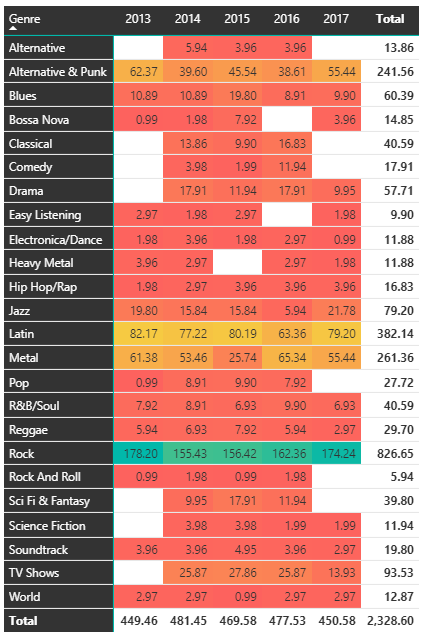 Genre 2013 2014 2015 2016 2017 Total
Alternative 5.94 3.96 3.96 13.86
Alternative & Punk 62.37 39.60 45.54 38.61 55.44 241.56
Blues 10.89 10.89 19.80 8.91 9.90 60.39
Bossa Nova 0.99 1.98 7.92 3.96 14.85
Classical 13.86 9.90 16.83 40.59
Comedy 3.98 1.99 11.94 17.91
Drama 17.91 11.94 17.91 9.95 57.71
Easy Listening 2.97 1.98 2.97 1.98 9.90
Electronica/Dance 1.98 3.96 1.98 2.97 0.99 11.88
Heavy Metal 3.96 2.97 2.97 1.98 11.88
Hip Hop/Rap 1.98 2.97 3.96 3.96 3.96 16.83
Jazz 19.80 15.84 15.84 5.94 21.78 79.20
Latin 82.17 77.22 80.19 63.36 79.20 382.14
Metal 61.38 53.46 25.74 65.34 55.44 261.36
Pop 0.99 8.91 9.90 7.92 27.72
R&B/Soul 7.92 8.91 6.93 9.90 6.93 40.59
Reggae 5.94 6.93 7.92 5.94 2.97 29.70
Rock 178.20 155.43 156.42 162.36 174.24 826.65
Rock And Roll 0.99 1.98 0.99 1.98 5.94
Sci Fi & Fantasy 9.95 17.91 11.94 39.80
Science Fiction 3.98 3.98 1.99 1.99 11.94
Soundtrack 3.96 3.96 4.95 3.96 2.97 19.80
TV Shows 25.87 27.86 25.87 13.93 93.53
World 2.97 2.97 0.99 2.97 2.97 12.87
Total 449.46 481.45 469.58 477.53 450.58 2,328.60